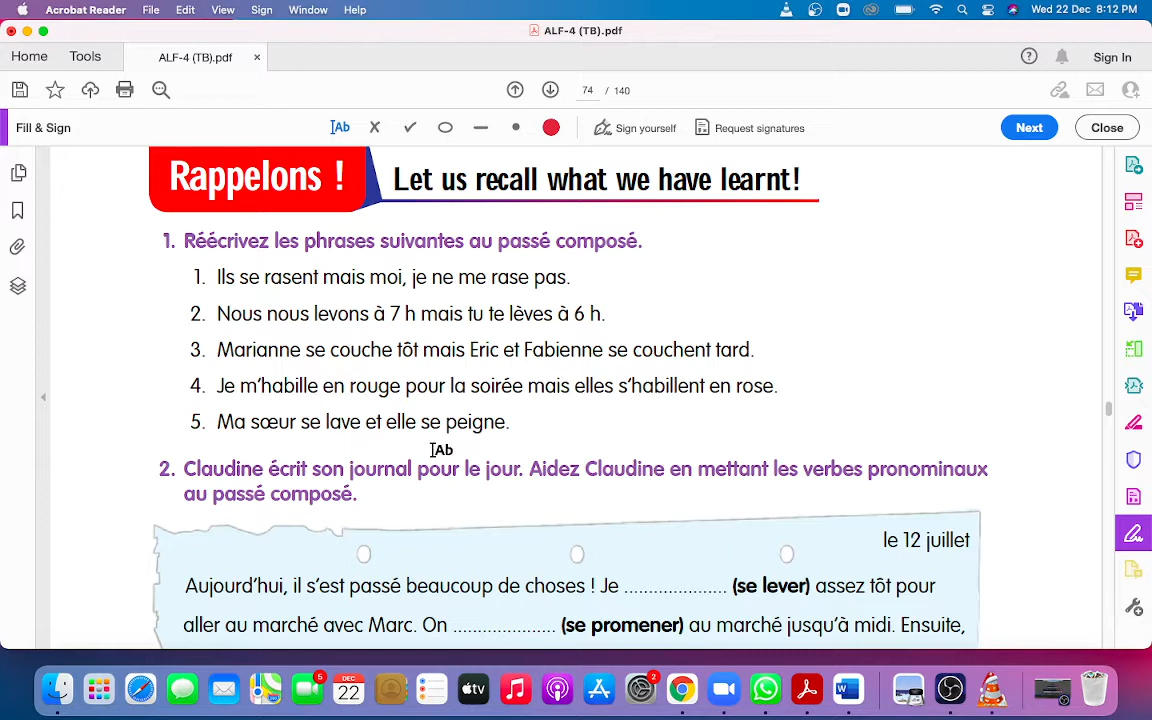 Acrobat Reader File Edit View Sign Window Help Wed 22 Dec 8:12 PM
ALF-4 (TB).pdf
Home Tools ALF-4 (TB).pdf × Sign In
74 / 140
Fill & Sign Ab Sign yourself Request signatures Next Close
Rappelons ! Let us recall what we have learnt!
1. Réécrivez les phrases suivantes au passé composé.
1. Ils se rasent mais moi, je ne me rase pas.
2. Nous nous levons à 7 h mais tu te lèves à 6 h.
3. Marianne se couche tôt mais Eric et Fabienne se couchent tard.
4. Je m'habille en rouge pour la soirée mais elles s'habillent en rose.
5. Ma sœur se lave et elle se peigne.
Ab
2. Claudine écrit son journal pour le jour. Aidez Claudine en mettant les verbes pronominaux
au passé composé.
le 12 juillet
Aujourd'hui, il s'est passé beaucoup de choses ! Je ..................... (se lever) assez tôt pour
aller au marché avec Marc. On ..................... (se promener) au marché jusqu'à midi. Ensuite,
5 DEC 22 tv 2